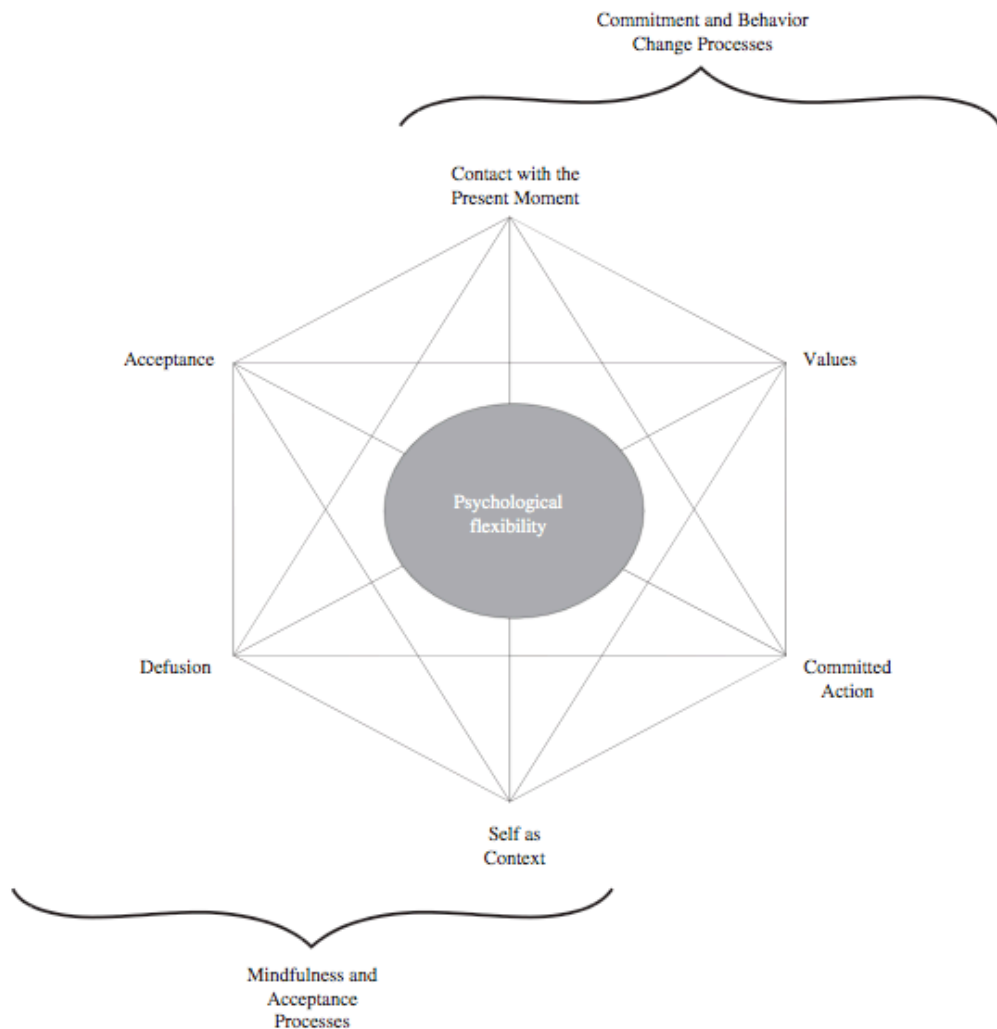 Commitment and Behavior
Change Processes
Contact with the
Present Moment
Acceptance
Values
Psychological
flexibility
Defusion
Committed
Action
Self as
Context
Mindfulness and
Acceptance
Processes